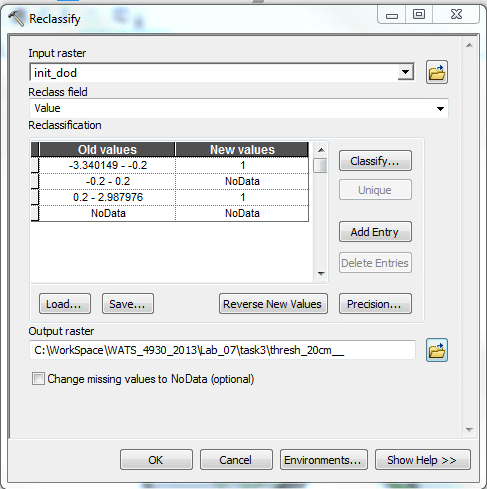 Reclassify
Input raster
init_dod
Reclass field
Value
Reclassification
Old values New values
-3.340149 - -0.2 1
-0.2 - 0.2 NoData
0.2 - 2.987976 1
NoData NoData
Classify...
Unique
Add Entry
Delete Entries
Load... Save... Reverse New Values Precision...
Output raster
C:\WorkSpace\WATS_4930_2013\Lab_07\task3\thresh_20cm__
Change missing values to NoData (optional)
OK Cancel Environments... Show Help >>